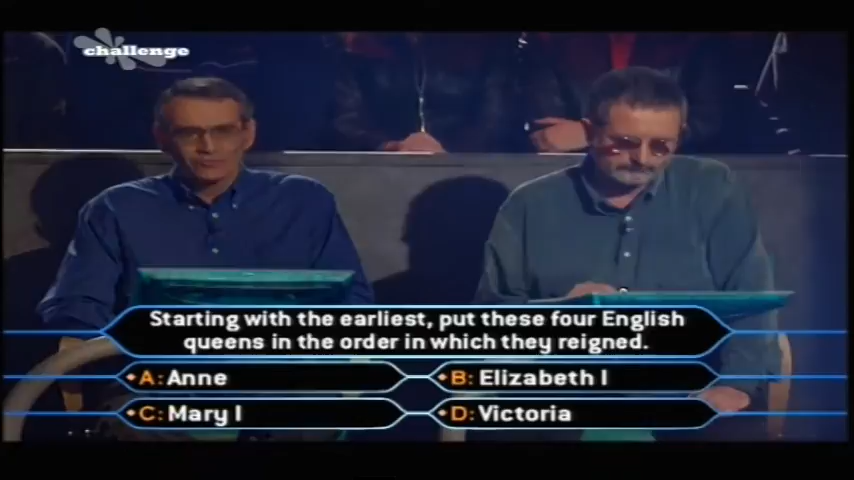 challenge
Starting with the earliest, put these four English
queens in the order in which they reigned.
A: Anne
B: Elizabeth I
C: Mary I
D: Victoria